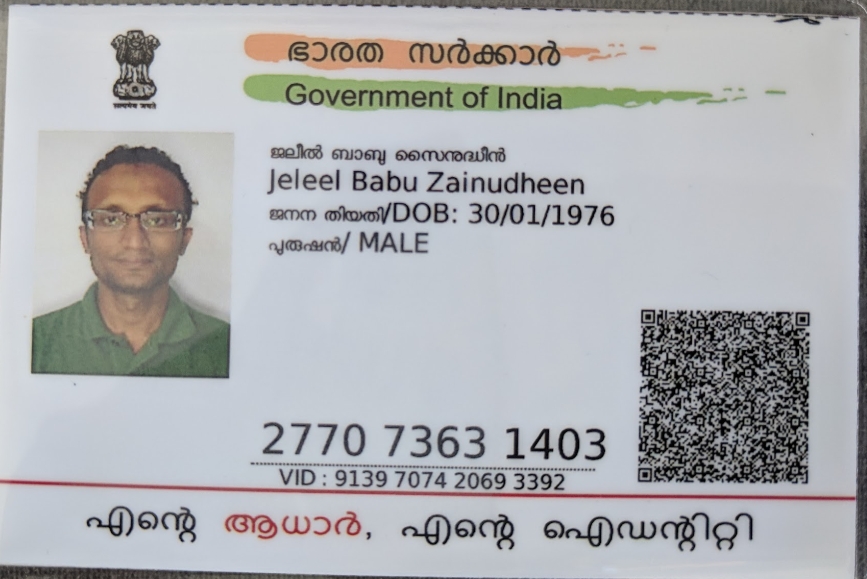 सत्यमेव जयते
ഭാരത സർക്കാർ
Government of India
ജലീൽ ബാബു സൈനുദ്ധീൻ
Jeleel Babu Zainudheen
ജനന തിയതി/DOB: 30/01/1976
പുരുഷൻ/ MALE
2770 7363 1403
VID : 9139 7074 2069 3392
എന്റെ ആധാർ, എന്റെ ഐഡന്റിറ്റി